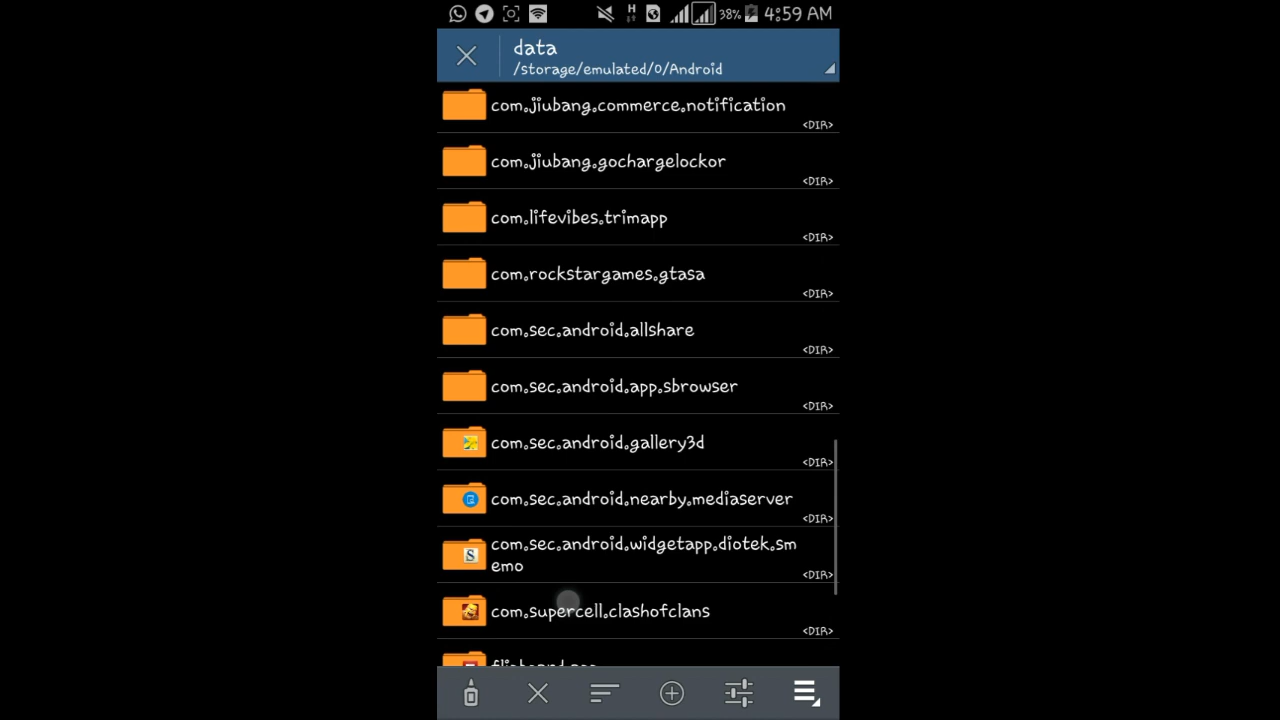 H
38%
4:59 AM
data
/storage/emulated/0/Android
com.jiubang.commerce.notification
<DIR>
com.jiubang.gochargelockor
<DIR>
com.lifevibes.trimapp
<DIR>
com.rockstargames.gtasa
<DIR>
com.sec.android.allshare
<DIR>
com.sec.android.app.sbrowser
<DIR>
com.sec.android.gallery3d
<DIR>
com.sec.android.nearby.mediaserver
<DIR>
com.sec.android.widgetapp.diotek.sm
emo
<DIR>
com.supercell.clashofclans
<DIR>